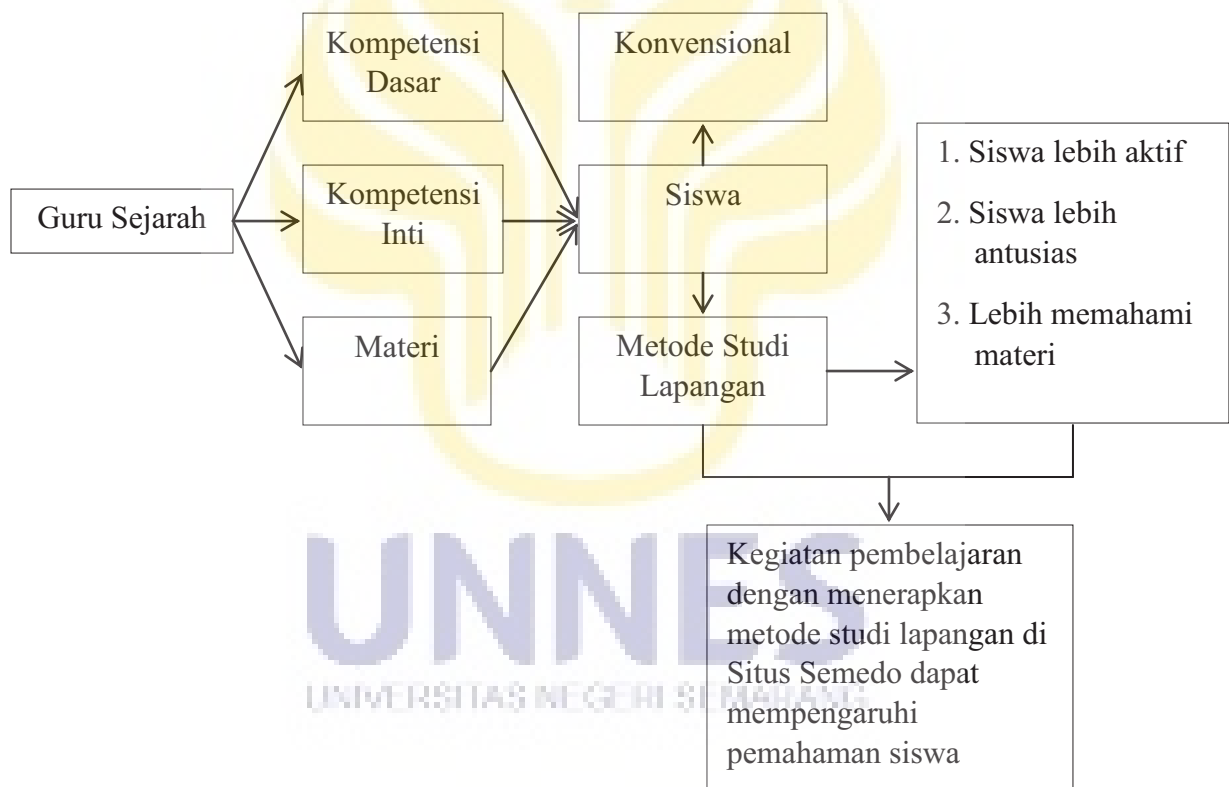 Kompetensi
Dasar
Konvensional
Guru Sejarah
Kompetensi
Inti
Siswa
1. Siswa lebih aktif
2. Siswa lebih
antusias
3. Lebih memahami
materi
Materi
Metode Studi
Lapangan
Kegiatan pembelajaran
dengan menerapkan
metode studi lapangan di
Situs Semedo dapat
mempengaruhi
pemahaman siswa
UNNES
UNIVERSITAS NEGERI SEMARANG